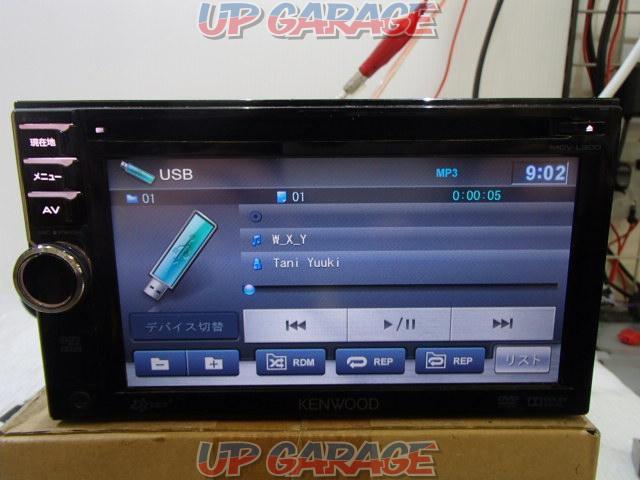 UP GARAGE
現在地
メニュー
AV
MDV-L300
USB
MP3
9:02
01
01
0:00:05
W_X_Y
Tani Yuuki
デバイス切替
RDM
REP
REP
リスト
KENWOOD
UP GARAGE